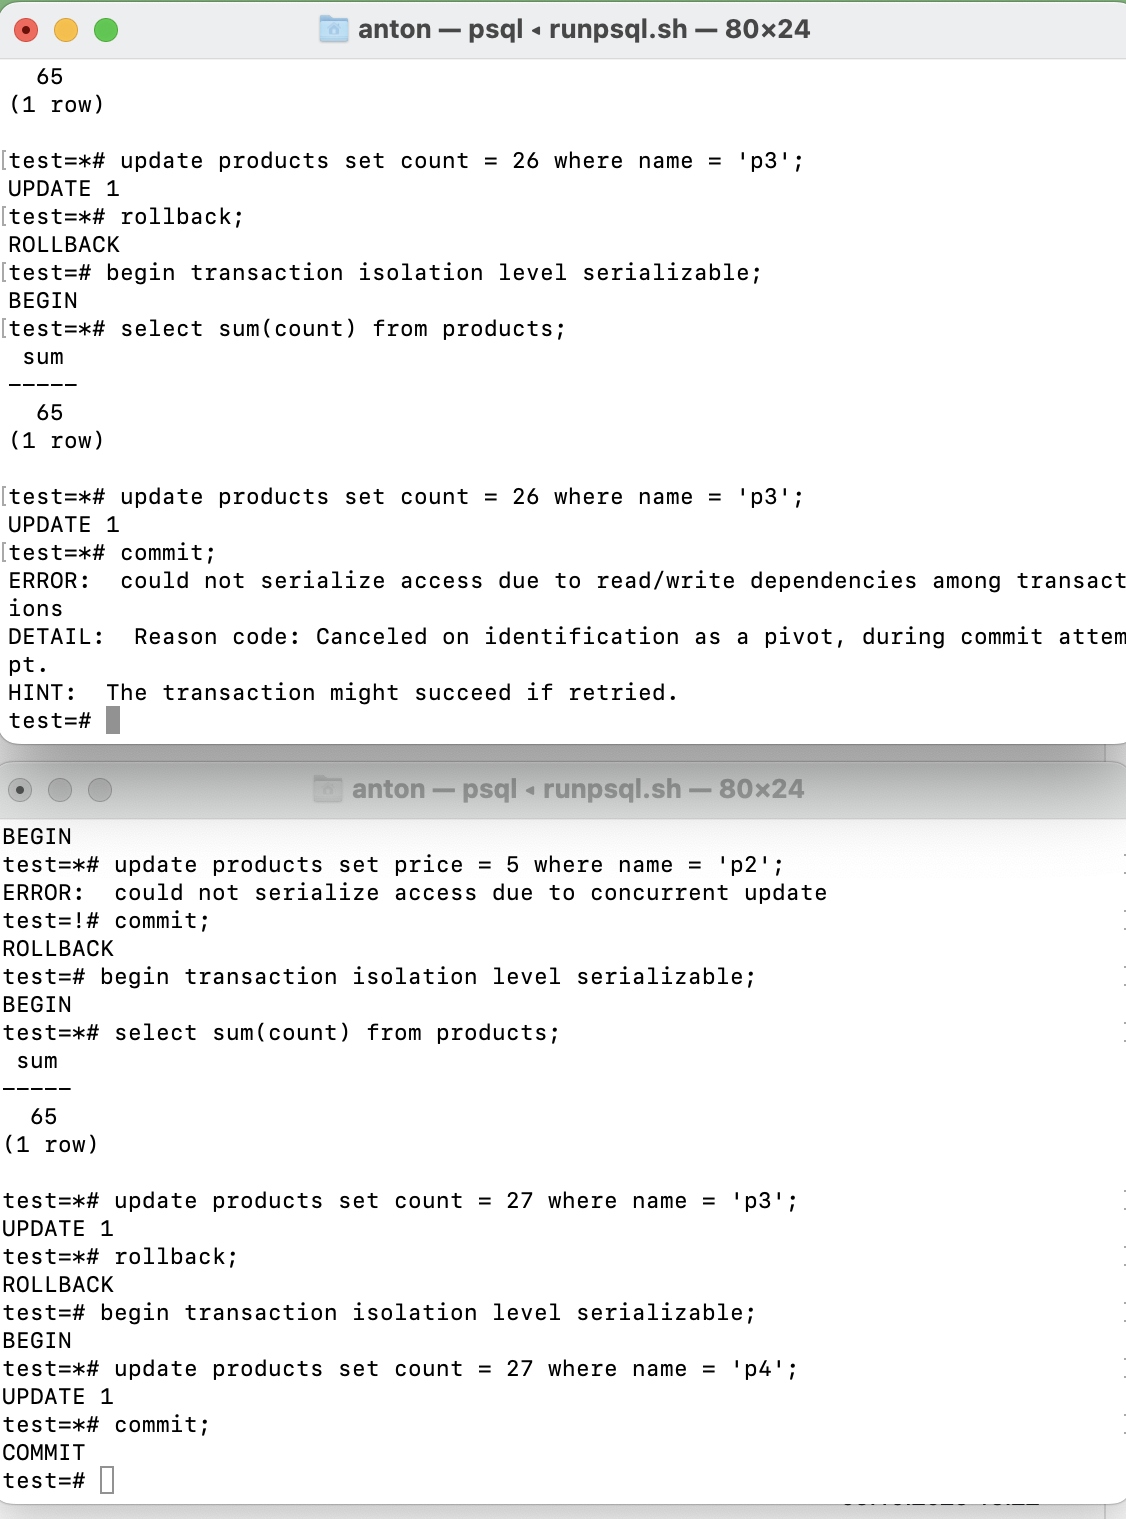 anton — psql ◂ runpsql.sh — 80×24
65
(1 row)
test=*# update products set count = 26 where name = 'p3';
UPDATE 1
test=*# rollback;
ROLLBACK
test=# begin transaction isolation level serializable;
BEGIN
test=*# select sum(count) from products;
sum
-----
65
(1 row)
test=*# update products set count = 26 where name = 'p3';
UPDATE 1
test=*# commit;
ERROR:  could not serialize access due to read/write dependencies among transact
ions
DETAIL:  Reason code: Canceled on identification as a pivot, during commit attem
pt.
HINT:  The transaction might succeed if retried.
test=#
anton — psql ◂ runpsql.sh — 80×24
BEGIN
test=*# update products set price = 5 where name = 'p2';
ERROR:  could not serialize access due to concurrent update
test=!# commit;
ROLLBACK
test=# begin transaction isolation level serializable;
BEGIN
test=*# select sum(count) from products;
sum
-----
65
(1 row)
test=*# update products set count = 27 where name = 'p3';
UPDATE 1
test=*# rollback;
ROLLBACK
test=# begin transaction isolation level serializable;
BEGIN
test=*# update products set count = 27 where name = 'p4';
UPDATE 1
test=*# commit;
COMMIT
test=#